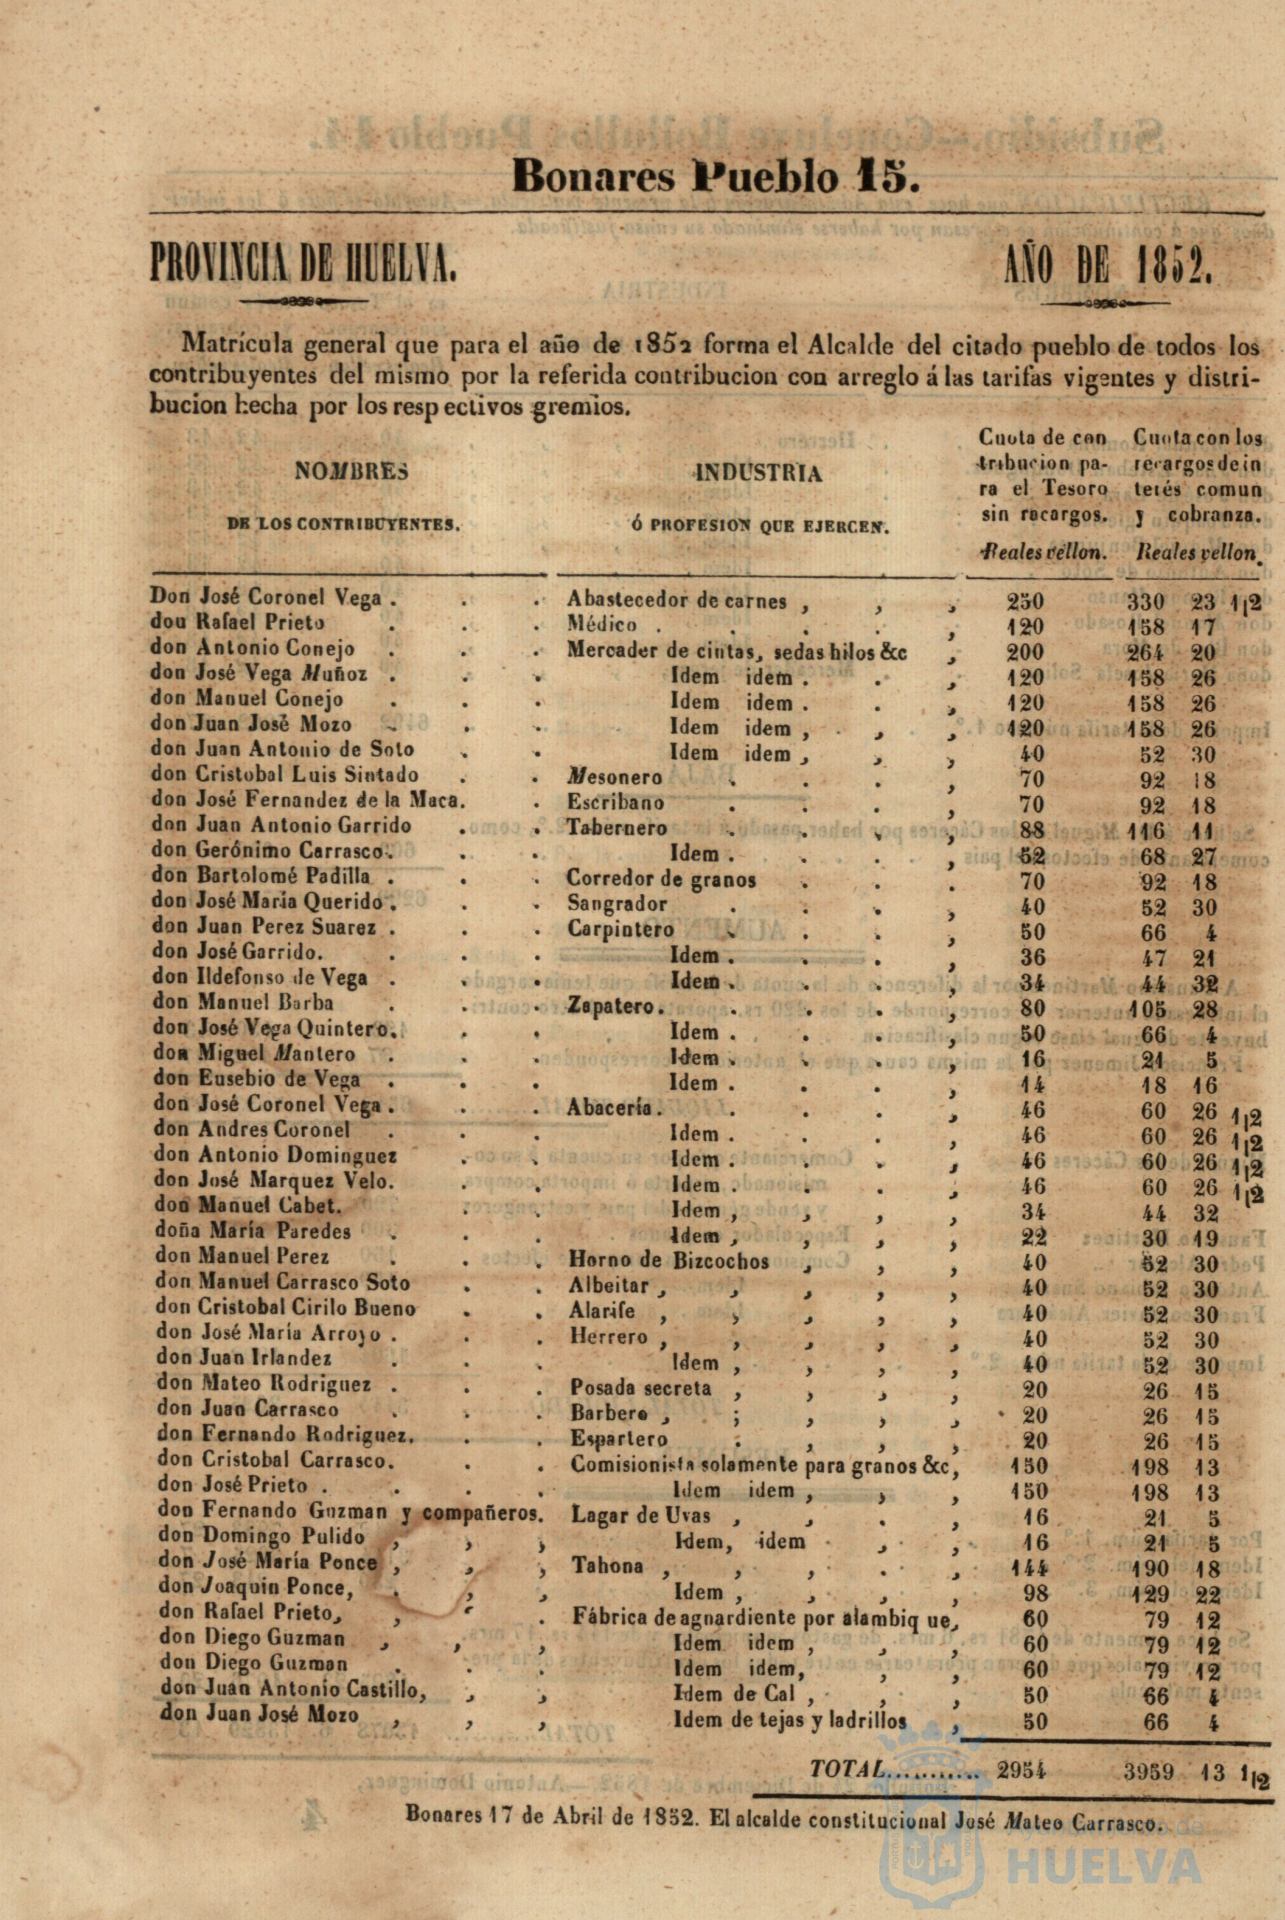 Bonares Pueblo 15.
PROVINCIA DE HUELVA.
AÑO DE 1852.
Matrícula general que para el año de 1852 forma el Alcalde del citado pueblo de todos los
contribuyentes del mismo por la referida contribucion con arreglo á las tarifas vigentes y distri-
bucion hecha por los respectivos gremios.
NOMBRES
DE LOS CONTRIBUYENTES.
INDUSTRIA
Ó PROFESION QUE EJERCEN.
Cuota de con
tribucion pa-
ra el Tesoro
sin recargos.
Reales vellon.
Cuota con los
recargos de in
terés comun
y cobranza.
Reales vellon.
Don José Coronel Vega . . . Abastecedor de carnes , , , 250 330 23 1|2
dou Rafael Prieto . . . Médico . . . . , 120 158 17
don Antonio Conejo . . . Mercader de cintas, sedas hilos &c , 200 264 20
don José Vega Muñoz . . . Idem idem . . , 120 158 26
don Manuel Conejo . . . Idem idem . . , 120 158 26
don Juan José Mozo . . . Idem idem , , , 120 158 26
don Juan Antonio de Soto . . Idem idem , , , 40 52 30
don Cristobal Luis Sintado . . Mesonero . . . , 70 92 18
don José Fernandez de la Maca. . Escribano . . . , 70 92 18
don Juan Antonio Garrido . . Tabernero . . . , 88 116 11
don Gerónimo Carrasco . . . Idem . . . , 52 68 27
don Bartolomé Padilla . . . Corredor de granos . . . 70 92 18
don José María Querido . . . Sangrador . . . , 40 52 30
don Juan Perez Suarez . . . Carpintero . . . , 50 66 4
don José Garrido. . . . Idem . . . , 36 47 21
don Ildefonso de Vega . . . Idem . . . , 34 44 32
don Manuel Barba . . . Zapatero. . . . , 80 105 28
don José Vega Quintero. . . Idem . . . , 50 66 4
don Miguel Mantero . . . Idem . . . , 16 21 5
don Eusebio de Vega . . . Idem . . . , 14 18 16
don José Coronel Vega . . . Abacería. . . . , 46 60 26 1|2
don Andres Coronel . . . Idem . . . , 46 60 26 1|2
don Antonio Dominguez . . Idem . . . , 46 60 26 1|2
don José Marquez Velo. . . Idem . . . , 46 60 26 1|2
don Manuel Cabet. . . Idem , , , , 34 44 32
doña María Paredes . . . Idem , , , , 22 30 19
don Manuel Perez . . . Horno de Bizcochos , , , 40 52 30
don Manuel Carrasco Soto . . Albeitar , , , , , 40 52 30
don Cristobal Cirilo Bueno . . Alarife , , , , , 40 52 30
don José María Arroyo . . . Herrero , , , , , 40 52 30
don Juan Irlandez . . . Idem , , , , 40 52 30
don Mateo Rodriguez . . . Posada secreta , , , , 20 26 15
don Juan Carrasco . . . Barbero , ; , , , 20 26 15
don Fernando Rodriguez. . . Espartero . , , , 20 26 15
don Cristobal Carrasco. . . Comisionista solamente para granos &c, 150 198 13
don José Prieto . . . . Idem idem , , , 150 198 13
don Fernando Guzman y compañeros. Lagar de Uvas , , . , 16 21 5
don Domingo Pulido , , , Idem, idem , , 16 21 5
don José María Ponce , , , Tahona , , , . , 144 190 18
don Joaquin Ponce, . , , Idem , , , , 98 129 22
don Rafael Prieto, , . Fábrica de agnardiente por alambiq ue, 60 79 12
don Diego Guzman , , , Idem idem , , , 60 79 12
don Diego Guzman . . . Idem idem, , , 60 79 12
don Juan Antonio Castillo, , , Idem de Cal , , , 50 66 4
don Juan José Mozo , , , Idem de tejas y ladrillos , 50 66 4
TOTAL........... 2954 3959 13 1|2
Bonares 17 de Abril de 1852. El alcalde constitucional José Mateo Carrasco.
HUELVA